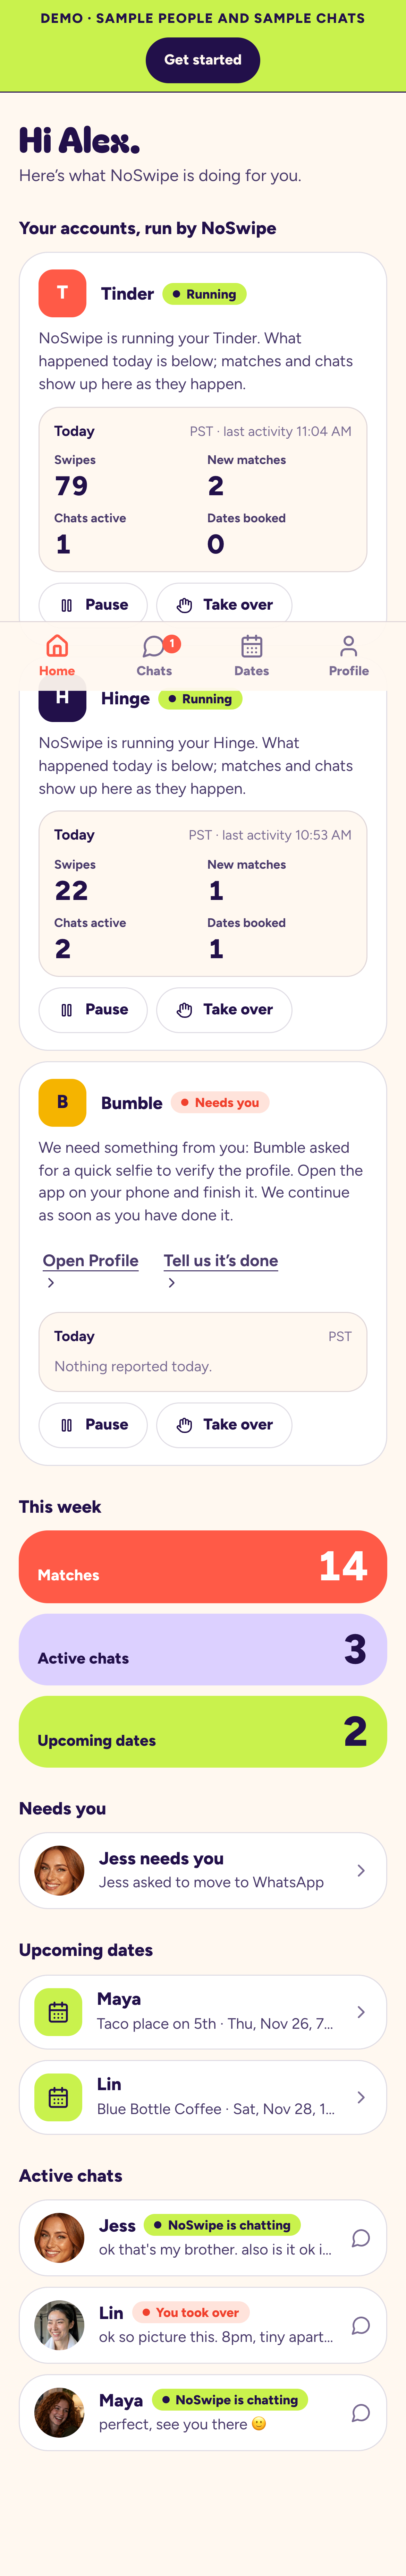 DEMO · SAMPLE PEOPLE AND SAMPLE CHATS
Get started
Hi Alex.
Here's what NoSwipe is doing for you.
Your accounts, run by NoSwipe
T
Tinder
Running
NoSwipe is running your Tinder. What
happened today is below; matches and chats
show up here as they happen.
Today
PST · last activity 11:04 AM
Swipes
New matches
79
2
Chats active
Dates booked
1
0
Pause
Take over
1
Home
Chats
Dates
Profile
H
Hinge
Running
NoSwipe is running your Hinge. What
happened today is below; matches and chats
show up here as they happen.
Today
PST · last activity 10:53 AM
Swipes
New matches
22
1
Chats active
Dates booked
2
1
Pause
Take over
B
Bumble
Needs you
We need something from you: Bumble asked
for a quick selfie to verify the profile. Open the
app on your phone and finish it. We continue
as soon as you have done it.
Open Profile
Tell us it's done
Today
PST
Nothing reported today.
Pause
Take over
This week
Matches
14
Active chats
3
Upcoming dates
2
Needs you
Jess needs you
Jess asked to move to WhatsApp
Upcoming dates
Maya
Taco place on 5th · Thu, Nov 26, 7...
Lin
Blue Bottle Coffee · Sat, Nov 28, 1...
Active chats
Jess
NoSwipe is chatting
ok that's my brother. also is it ok i...
Lin
You took over
ok so picture this. 8pm, tiny apart...
Maya
NoSwipe is chatting
perfect, see you there 🙂